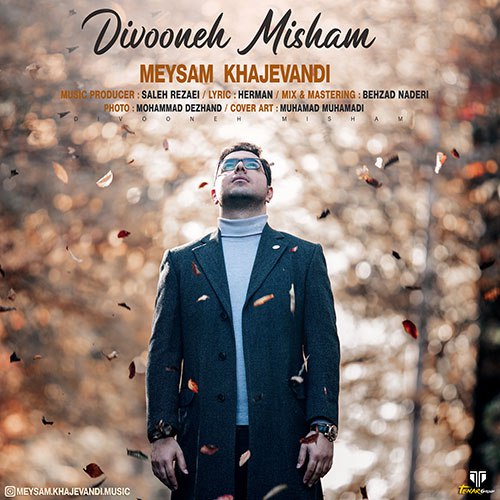 Divooneh Misham
MEYSAM KHAJEVANDI
MUSIC PRODUCER : SALEH REZAEI / LYRIC : HERMAN / MIX & MASTERING : BEHZAD NADERI
PHOTO : MOHAMMAD DEZHAND / COVER ART : MUHAMAD MUHAMADI
DIVOONEH MISHAM
MEYSAM.KHAJEVANDI.MUSIC